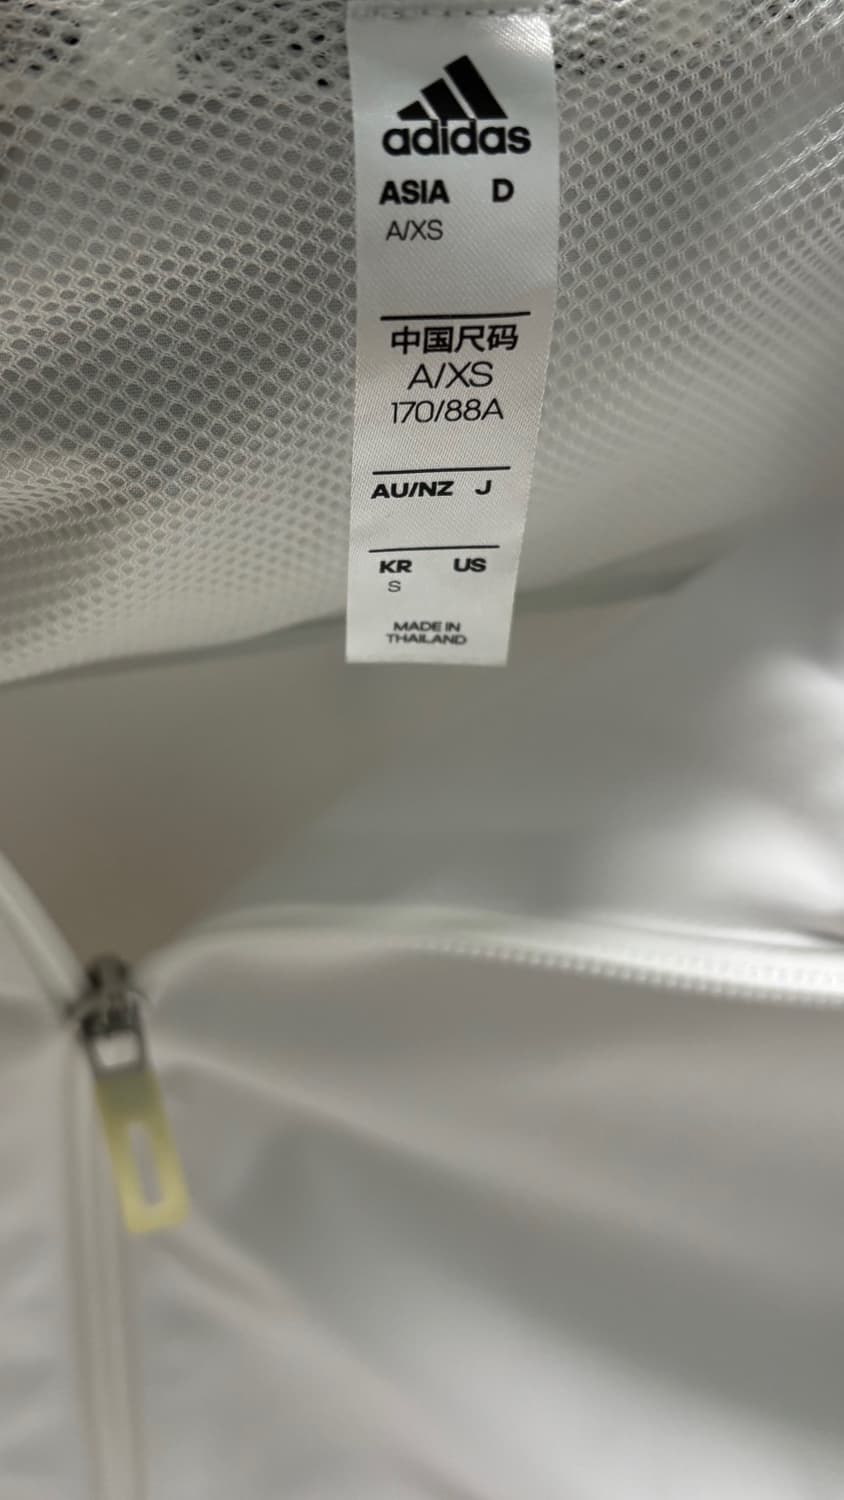 adidas
ASIA D
A/XS
中国尺码
A/XS
170/88A
AU/NZ J
KR US
S
MADE IN
THAILAND